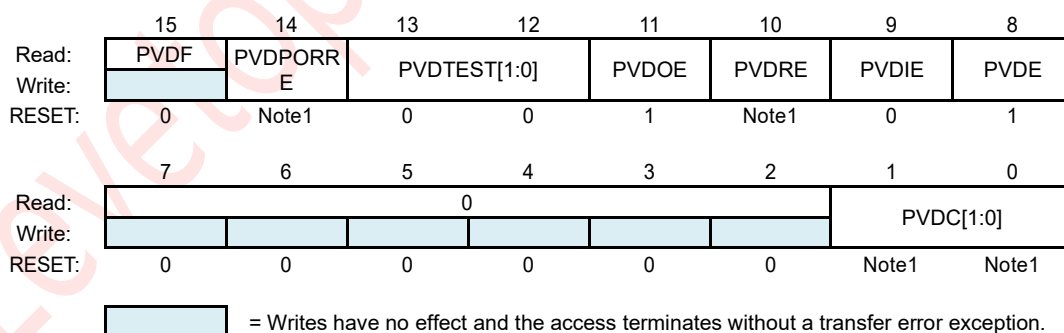 15 14 13 12 11 10 9 8
Read: PVDF PVDPORR
E PVDTEST[1:0] PVDOE PVDRE PVDIE PVDE
Write:
RESET: 0 Note1 0 0 1 Note1 0 1
7 6 5 4 3 2 1 0
Read: 0 PVDC[1:0]
Write:
RESET: 0 0 0 0 0 0 Note1 Note1
= Writes have no effect and the access terminates without a transfer error exception.